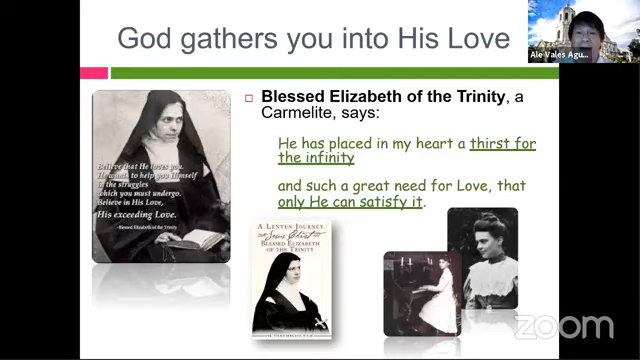 God gathers you into His Love
Ale Vales Agu...
Blessed Elizabeth of the Trinity, a
Carmelite, says:
He has placed in my heart a thirst for
the infinity
and such a great need for Love, that
only He can satisfy it.
Believe that He loves you.
He wants to help you Himself
in the struggles
which you must undergo.
Believe in His Love,
His exceeding Love.
-Blessed Elizabeth of the Trinity
A LENTEN JOURNEY
WITH Jesus Christ AND
BLESSED ELIZABETH
OF THE TRINITY
zoom